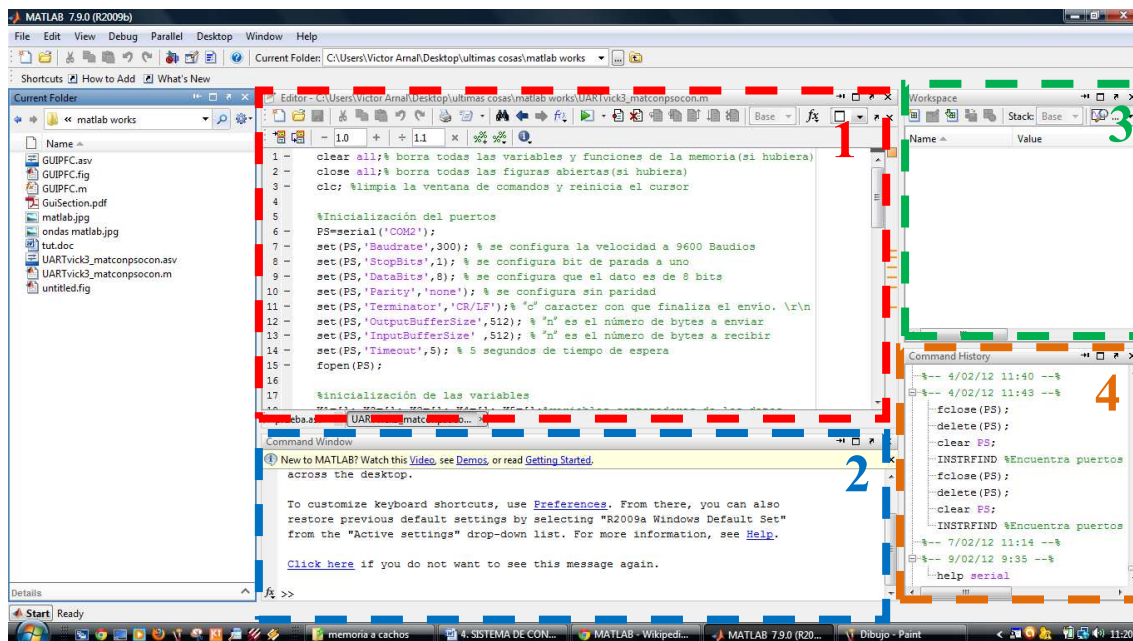 MATLAB 7.9.0 (R2009b)
File Edit View Debug Parallel Desktop Window Help
Current Folder: C:\Users\Victor Arnal\Desktop\ultimas cosas\matlab works
Shortcuts How to Add What's New
Current Folder
« matlab works
Name
GUIPFC.asv
GUIPFC.fig
GUIPFC.m
GuiSection.pdf
matlab.jpg
ondas matlab.jpg
tut.doc
UARTvick3_matconpsocon.asv
UARTvick3_matconpsocon.m
untitled.fig
Details
Editor - C:\Users\Victor Arnal\Desktop\ultimas cosas\matlab works\UARTvick3_matconpsocon.m
Base fx
− 1.0 + ÷ 1.1 ×
1
1 − clear all;% borra todas las variables y funciones de la memoria(si hubiera)
2 − close all;% borra todas las figuras abiertas(si hubiera)
3 − clc; %limpia la ventana de comandos y reinicia el cursor
4
5 %Inicialización del puertos
6 − PS=serial('COM2');
7 − set(PS,'Baudrate',300); % se configura la velocidad a 9600 Baudios
8 − set(PS,'StopBits',1); % se configura bit de parada a uno
9 − set(PS,'DataBits',8); % se configura que el dato es de 8 bits
10 − set(PS,'Parity','none'); % se configura sin paridad
11 − set(PS,'Terminator','CR/LF');% "c" caracter con que finaliza el envío. \r\n
12 − set(PS,'OutputBufferSize',512); % "n" es el número de bytes a enviar
13 − set(PS,'InputBufferSize' ,512); % "n" es el número de bytes a recibir
14 − set(PS,'Timeout',5); % 5 segundos de tiempo de espera
15 − fopen(PS);
16
17 %inicialización de las variables
Command Window
2
New to MATLAB? Watch this Video, see Demos, or read Getting Started.
across the desktop.
To customize keyboard shortcuts, use Preferences. From there, you can also
restore previous default settings by selecting "R2009a Windows Default Set"
from the "Active settings" drop-down list. For more information, see Help.
Click here if you do not want to see this message again.
fx >>
Workspace
Stack: Base
3
Name Value
Command History
4
%-- 4/02/12 11:40 --%
%-- 4/02/12 11:43 --%
fclose(PS);
delete(PS);
clear PS;
INSTRFIND %Encuentra puertos
fclose(PS);
delete(PS);
clear PS;
INSTRFIND %Encuentra puertos
%-- 7/02/12 11:14 --%
%-- 9/02/12 9:35 --%
help serial
Start Ready
memoria a cachos 4. SISTEMA DE CON... MATLAB - Wikipedi... MATLAB 7.9.0 (R20... Dibujo - Paint 11:20